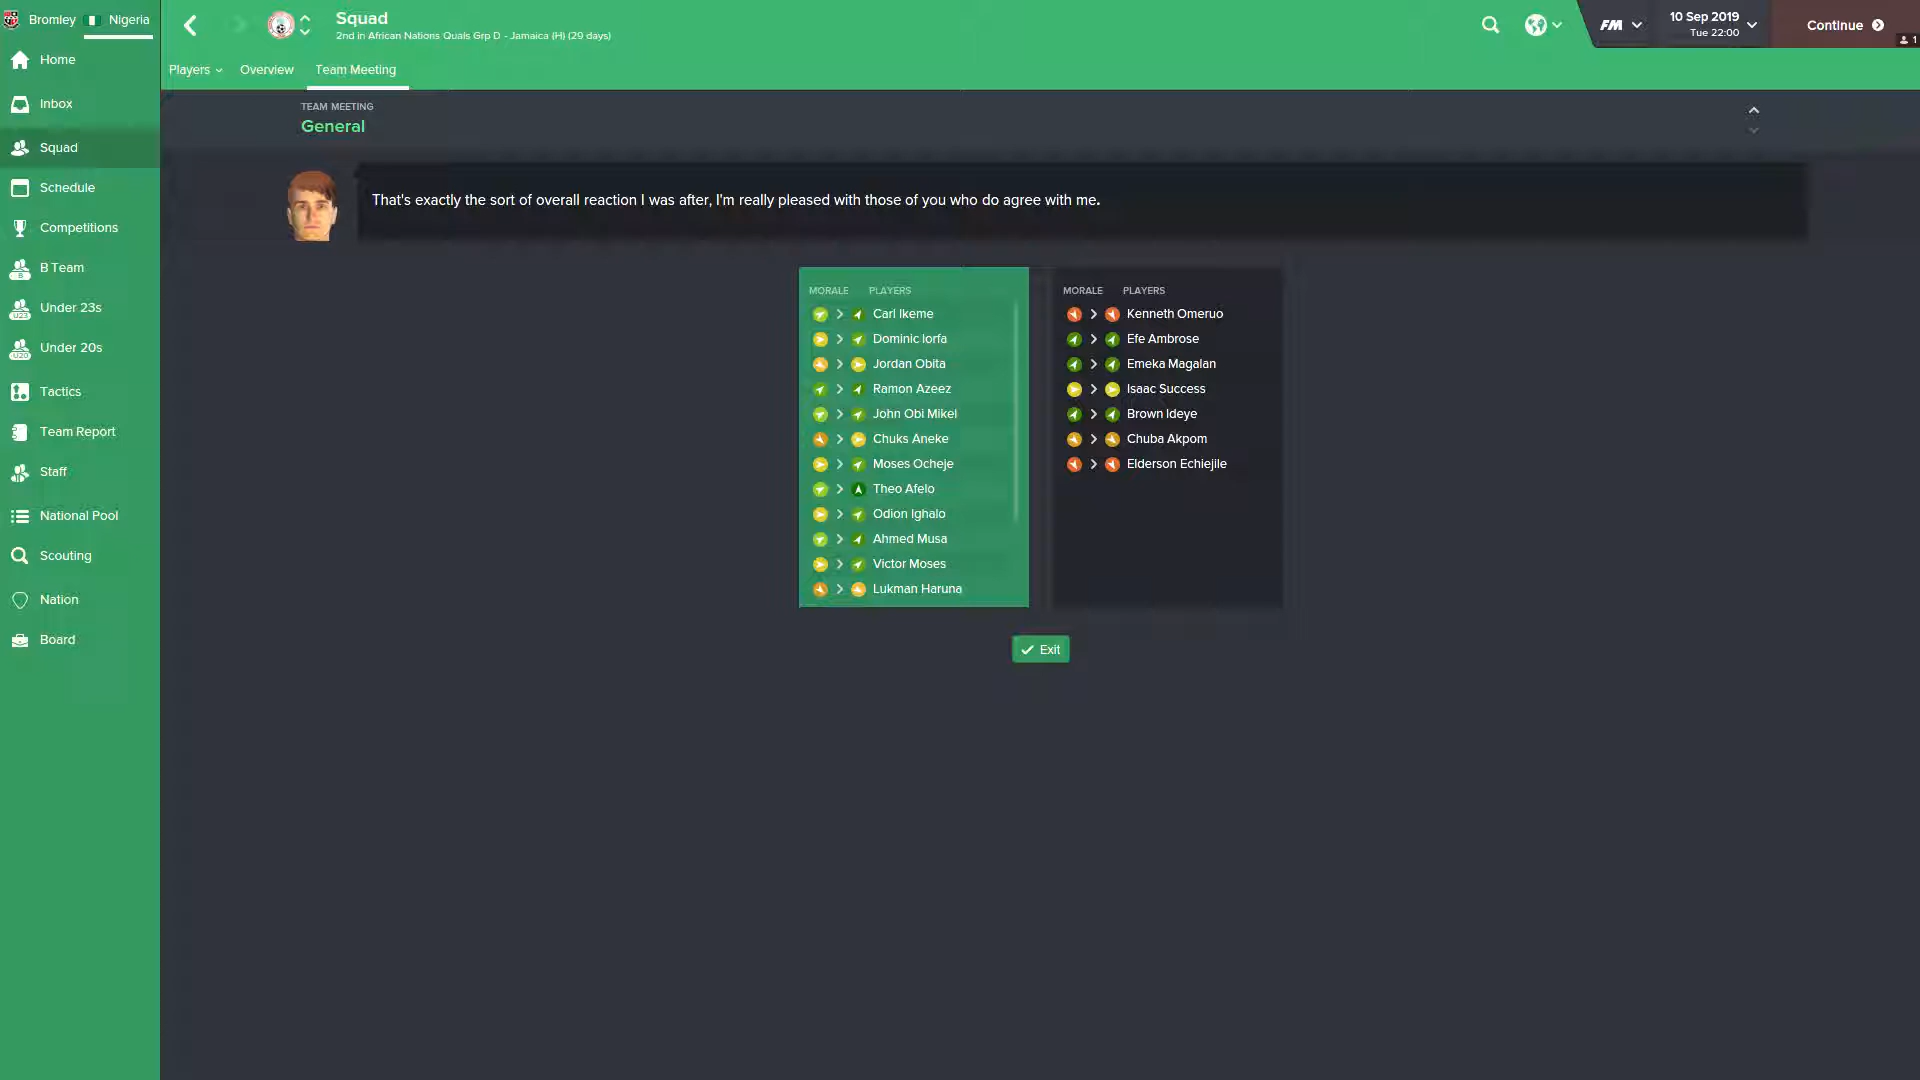 Bromley Nigeria
Squad
2nd in African Nations Quals Grp D - Jamaica (H) (29 days)
FM
10 Sep 2019
Tue 22:00
Continue
1
Players Overview Team Meeting
Home
Inbox
Squad
Schedule
Competitions
B
B Team
U23
Under 23s
U20
Under 20s
Tactics
Team Report
Staff
National Pool
Scouting
Nation
Board
TEAM MEETING
General
That's exactly the sort of overall reaction I was after, I'm really pleased with those of you who do agree with me.
MORALE PLAYERS
Carl Ikeme
Dominic Iorfa
Jordan Obita
Ramon Azeez
John Obi Mikel
Chuks Aneke
Moses Ocheje
Theo Afelo
Odion Ighalo
Ahmed Musa
Victor Moses
Lukman Haruna
MORALE PLAYERS
Kenneth Omeruo
Efe Ambrose
Emeka Magalan
Isaac Success
Brown Ideye
Chuba Akpom
Elderson Echiejile
Exit